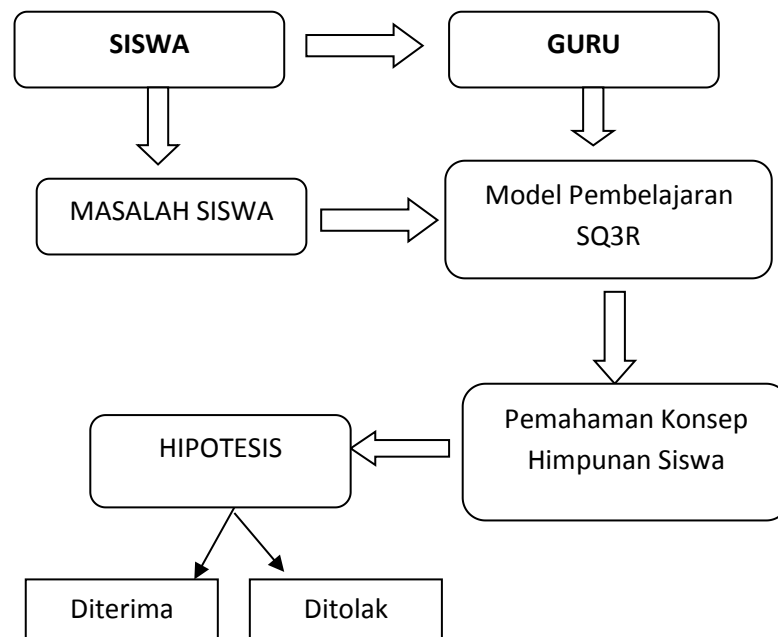 SISWA
GURU
MASALAH SISWA
Model Pembelajaran
SQ3R
Pemahaman Konsep
Himpunan Siswa
HIPOTESIS
Diterima
Ditolak